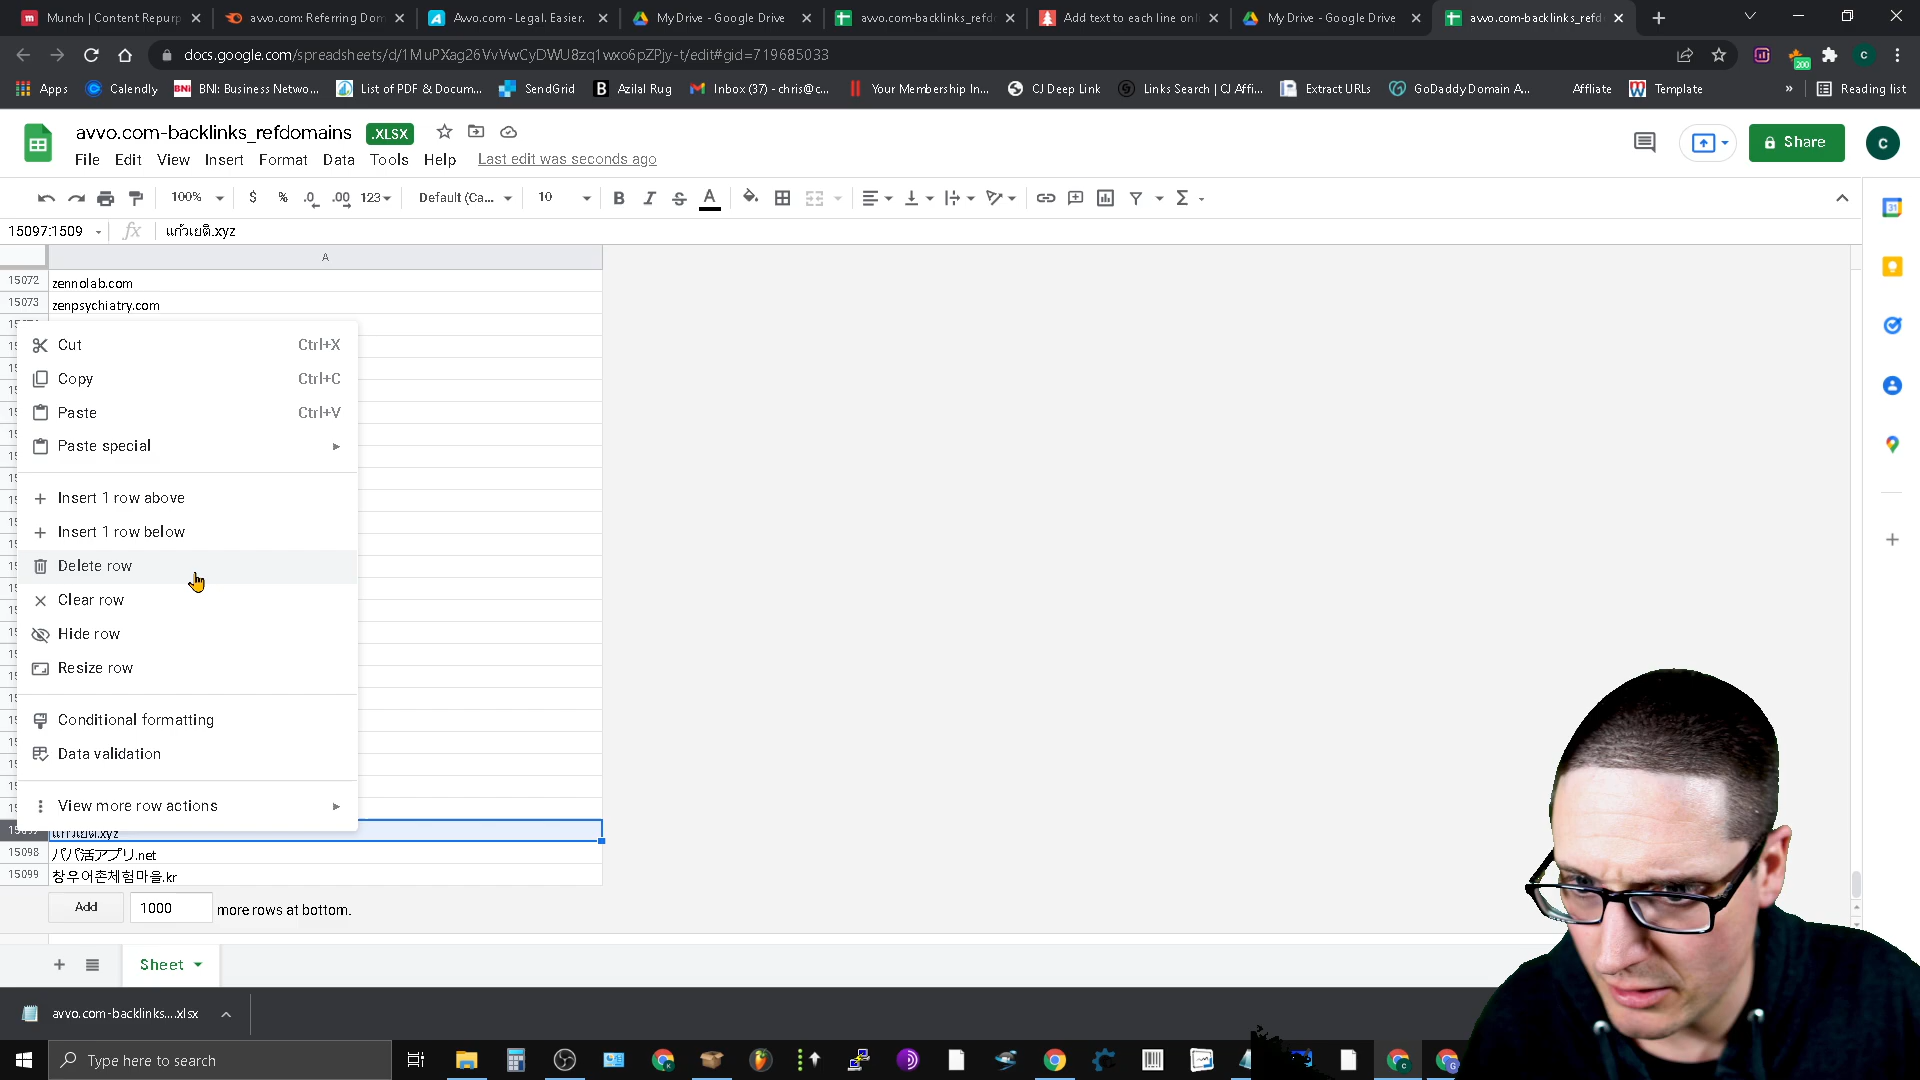 Munch | Content Repurp
avvo.com: Referring Dom
Avvo.com - Legal. Easier.
My Drive - Google Drive
avvo.com-backlinks_refd
Add text to each line onl
My Drive - Google Drive
avvo.com-backlinks_refd
docs.google.com/spreadsheets/d/1MuPXag26VvVwCyDWU8zq1wxo6pZPjy-t/edit#gid=719685033
200
C
Apps
Calendly
BNI: Business Netwo...
List of PDF & Docum...
SendGrid
Azilal Rug
Inbox (37) - chris@c...
Your Membership In...
CJ Deep Link
Links Search | CJ Affi...
Extract URLs
GoDaddy Domain A...
Affliate
Template
»
Reading list
avvo.com-backlinks_refdomains .XLSX
File Edit View Insert Format Data Tools Help Last edit was seconds ago
Share
C
100% $ % .0 .00 123 Default (Ca... 10 B I S A Σ
15097:1509 fx แก้วเยตี.xyz
A
15072 zennolab.com
15073 zenpsychiatry.com
Cut Ctrl+X
Copy Ctrl+C
Paste Ctrl+V
Paste special
Insert 1 row above
Insert 1 row below
Delete row
Clear row
Hide row
Resize row
Conditional formatting
Data validation
View more row actions
15098 パパ活アプリ.net
15099 창우어촌체험마을.kr
Add 1000 more rows at bottom.
Sheet
avvo.com-backlinks....xlsx
Type here to search